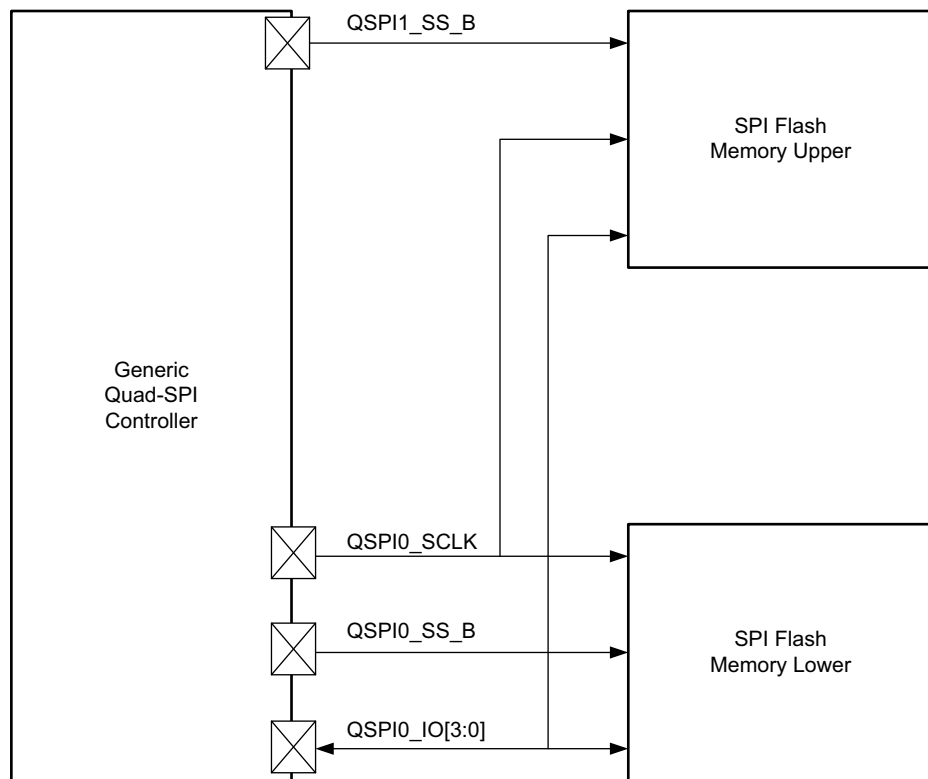 QSPI1_SS_B
SPI Flash
Memory Upper
Generic
Quad-SPI
Controller
QSPI0_SCLK
QSPI0_SS_B
SPI Flash
Memory Lower
QSPI0_IO[3:0]